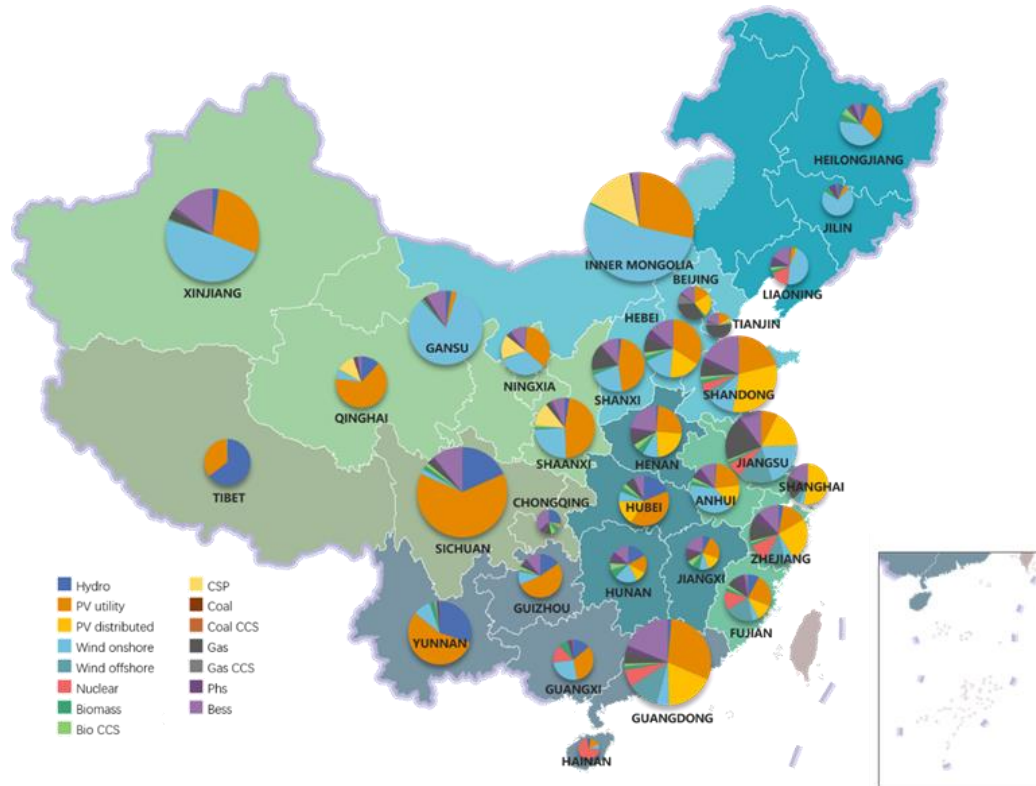 HEILONGJIANG
JILIN
INNER MONGOLIA
BEIJING
LIAONING
XINJIANG
HEBEI
TIANJIN
GANSU
NINGXIA
SHANXI
SHANDONG
QINGHAI
SHAANXI
HENAN
JIANGSU
TIBET
CHONGQING
ANHUI
SHANGHAI
SICHUAN
HUBEI
ZHEJIANG
GUIZHOU
HUNAN
JIANGXI
FUJIAN
YUNNAN
GUANGXI
GUANGDONG
HAINAN
Hydro
PV utility
PV distributed
Wind onshore
Wind offshore
Nuclear
Biomass
Bio CCS
CSP
Coal
Coal CCS
Gas
Gas CCS
Phs
Bess